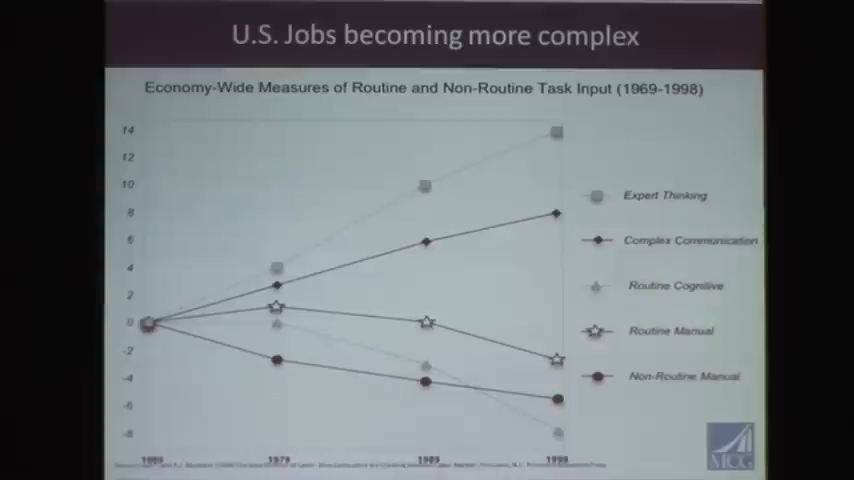 U.S. Jobs becoming more complex
Economy-Wide Measures of Routine and Non-Routine Task Input (1969-1998)
14
12
10
8
6
4
2
0
-2
-4
-6
-8
1969
1979
1989
1998
Expert Thinking
Complex Communication
Routine Cognitive
Routine Manual
Non-Routine Manual
MCG